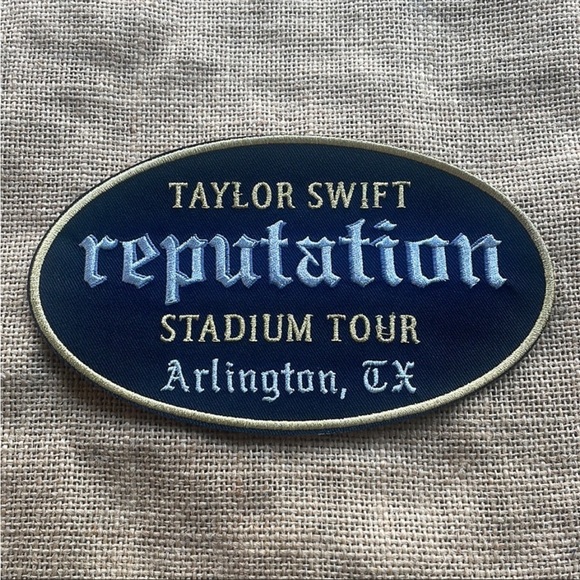 TAYLOR SWIFT
reputation
STADIUM TOUR
Arlington, TX